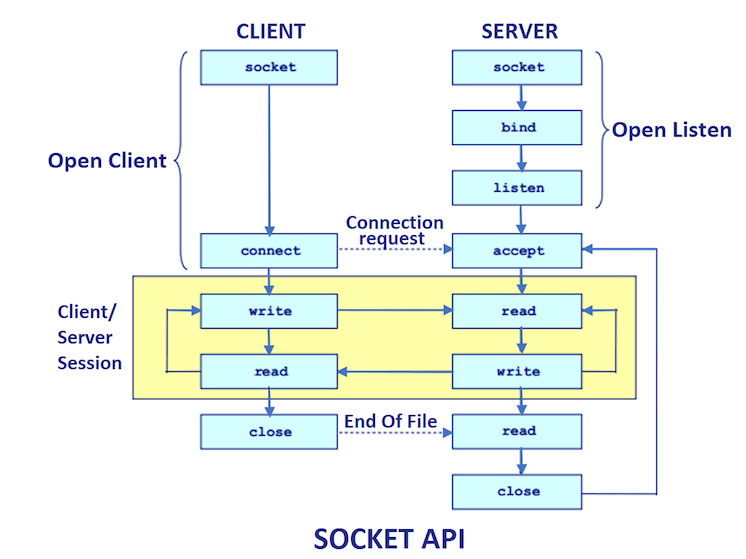 CLIENT
SERVER
socket
socket
bind
Open Listen
Open Client
listen
Connection
request
connect
accept
Client/
Server
Session
write
read
read
write
close
End Of File
read
close
SOCKET API